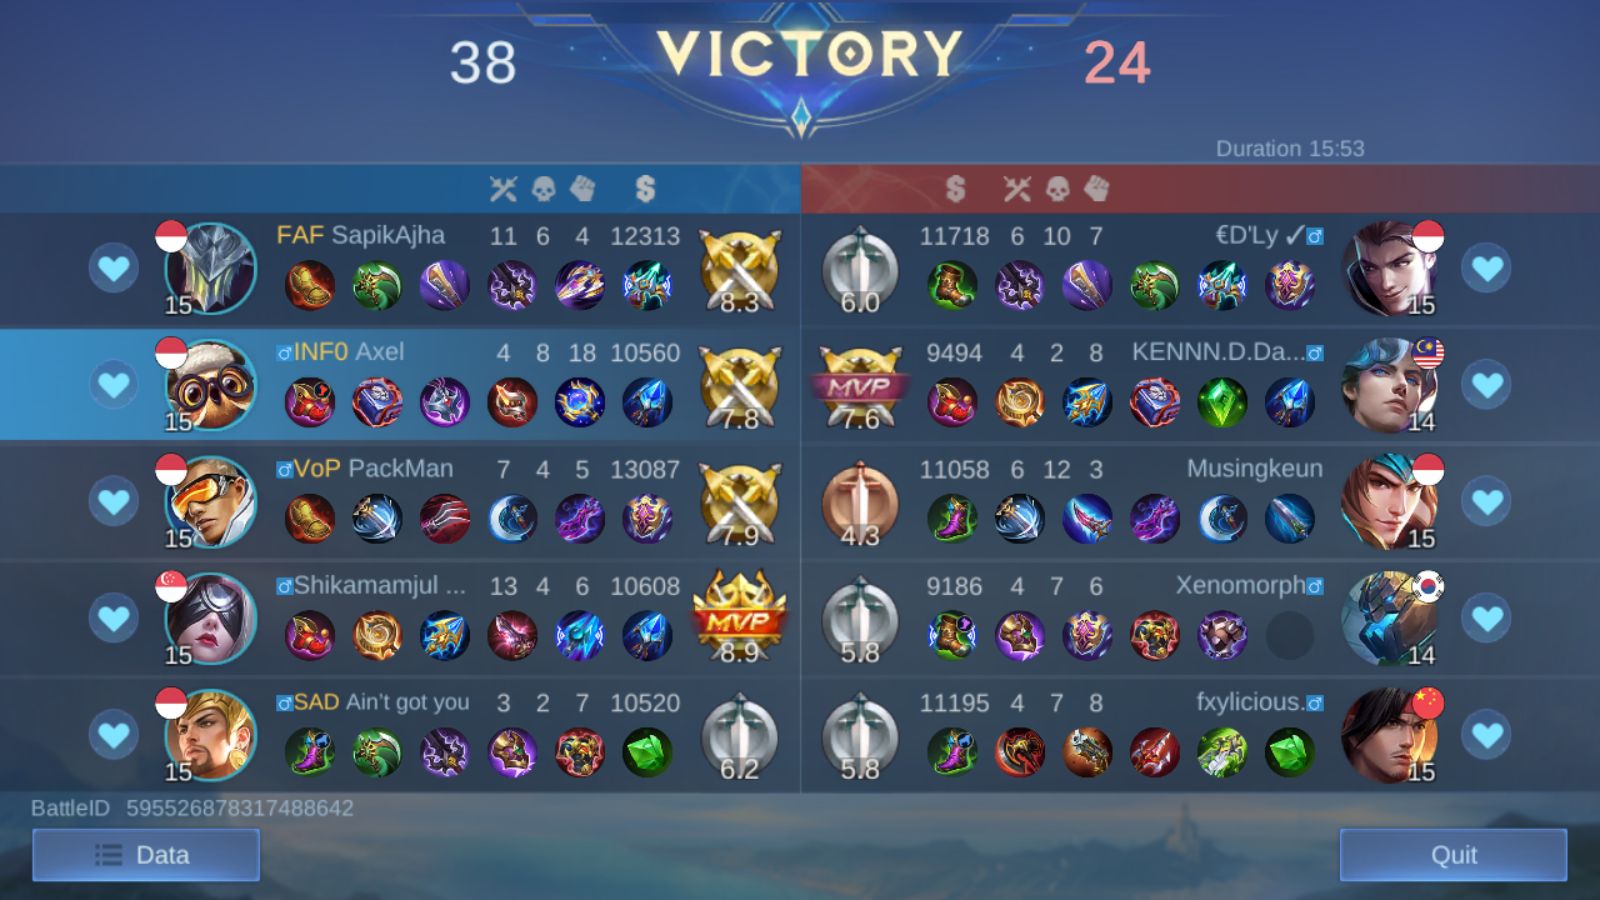 38 VICTORY 24
Duration 15:53
FAF SapikAjha 11 6 4 12313
15 8.3
11718 6 10 7 €D'Ly ✓
6.0 15
INF0 Axel 4 8 18 10560
15 7.8
9494 4 2 8 KENNN.D.Da...
MVP 7.6 14
VoP PackMan 7 4 5 13087
15 7.9
11058 6 12 3 Musingkeun
4.3 15
Shikamamjul ... 13 4 6 10608
15 MVP 8.9
9186 4 7 6 Xenomorph
5.8 14
SAD Ain't got you 3 2 7 10520
15 6.2
11195 4 7 8 fxylicious.
5.8 15
BattleID 595526878317488642
Data
Quit